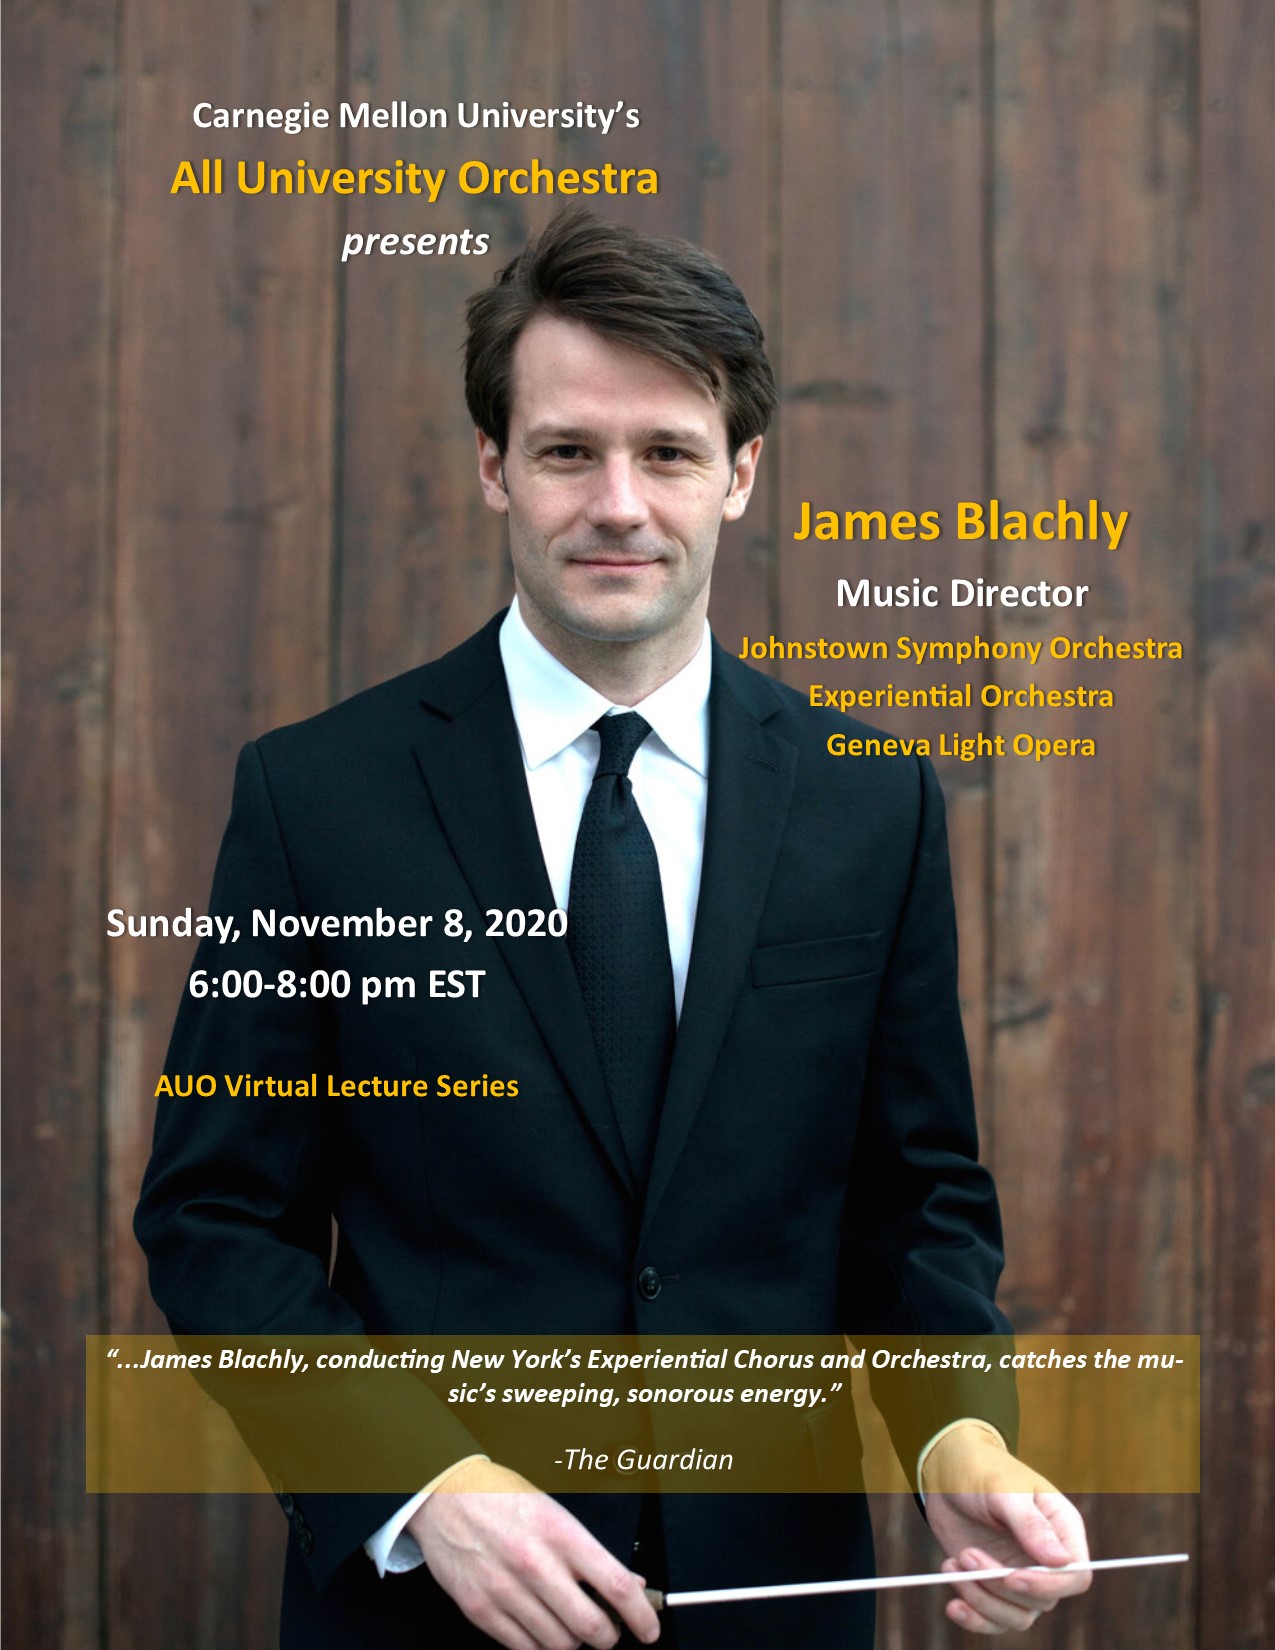 Carnegie Mellon University’s
All University Orchestra
presents
James Blachly
Music Director
Johnstown Symphony Orchestra
Experiential Orchestra
Geneva Light Opera
Sunday, November 8, 2020
6:00-8:00 pm EST
AUO Virtual Lecture Series
“...James Blachly, conducting New York’s Experiential Chorus and Orchestra, catches the mu-
sic’s sweeping, sonorous energy.”
-The Guardian